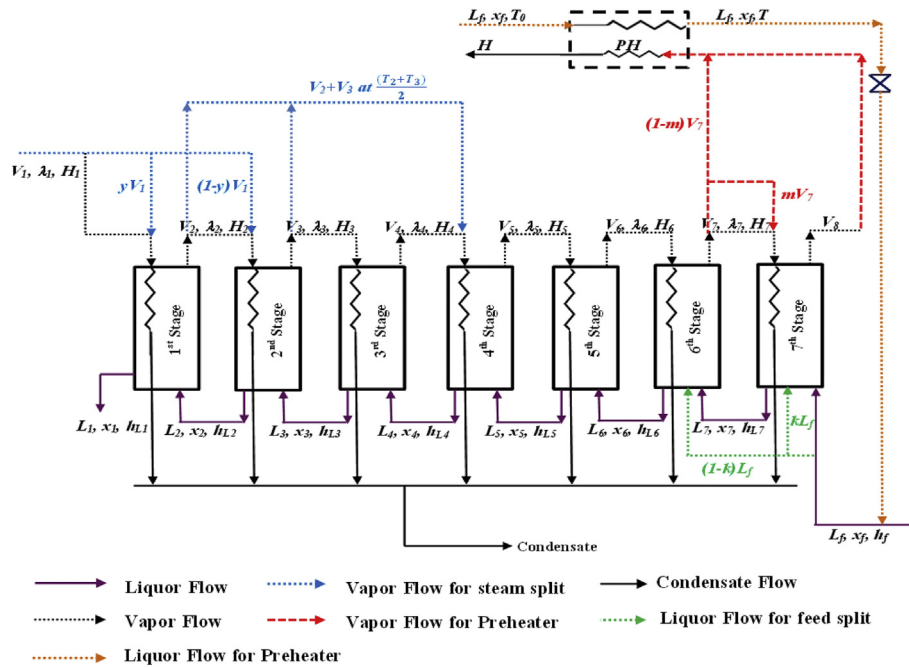 L_f, x_f, T_0
L_f, x_f, T
H
PH
V_2+V_3 at (T_2+T_3)/2
(1-m)V_7
V_1, λ_1, H_1
yV_1
(1-y)V_1
mV_7
V_2, λ_2, H_2
V_3, λ_3, H_3
V_4, λ_4, H_4
V_5, λ_5, H_5
V_6, λ_6, H_6
V_7, λ_7, H_7
V_8
1st Stage
2nd Stage
3rd Stage
4th Stage
5th Stage
6th Stage
7th Stage
L_1, x_1, h_L1
L_2, x_2, h_L2
L_3, x_3, h_L3
L_4, x_4, h_L4
L_5, x_5, h_L5
L_6, x_6, h_L6
L_7, x_7, h_L7
kL_f
(1-k)L_f
L_f, x_f, h_f
Condensate
Liquor Flow
Vapor Flow for steam split
Condensate Flow
Vapor Flow
Vapor Flow for Preheater
Liquor Flow for feed split
Liquor Flow for Preheater